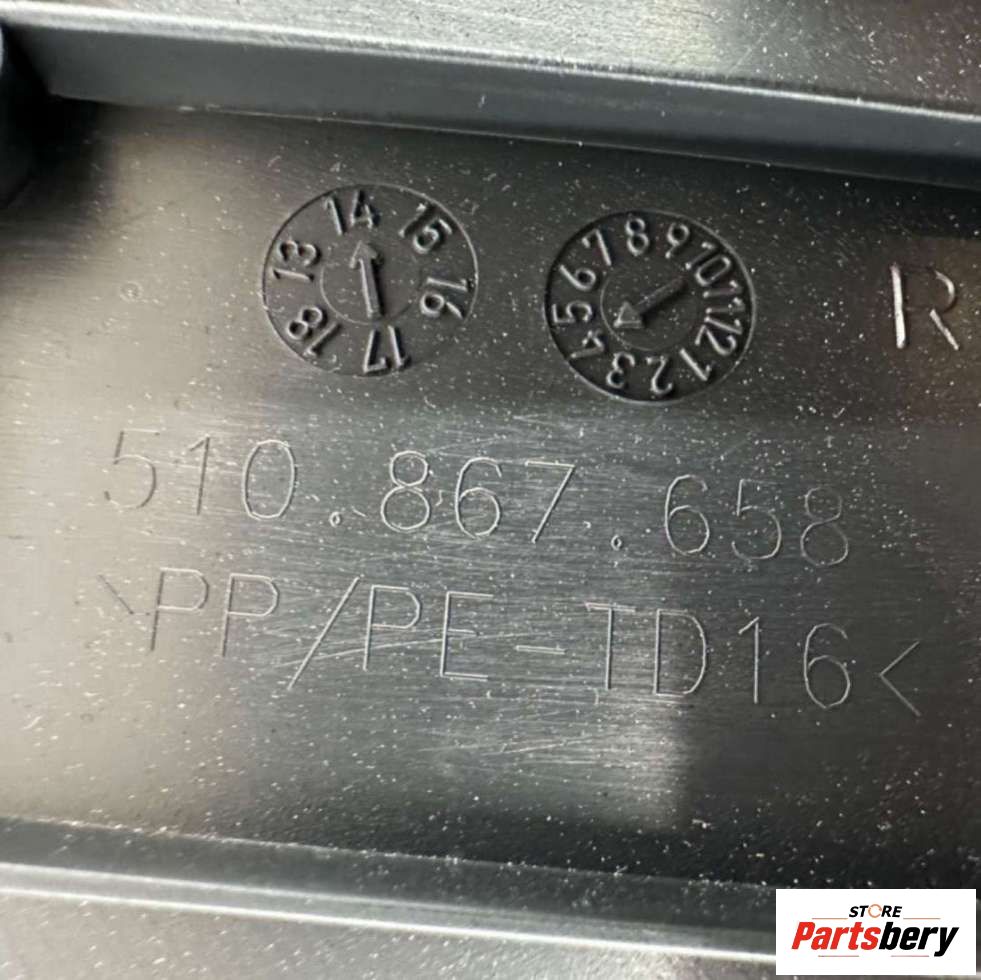 13 14 15 16 17 18
1 2 3 4 5 6 7 8 9 10 11 12
R
510.867.658
>PP/PE-TD16<
STORE
Partsbery